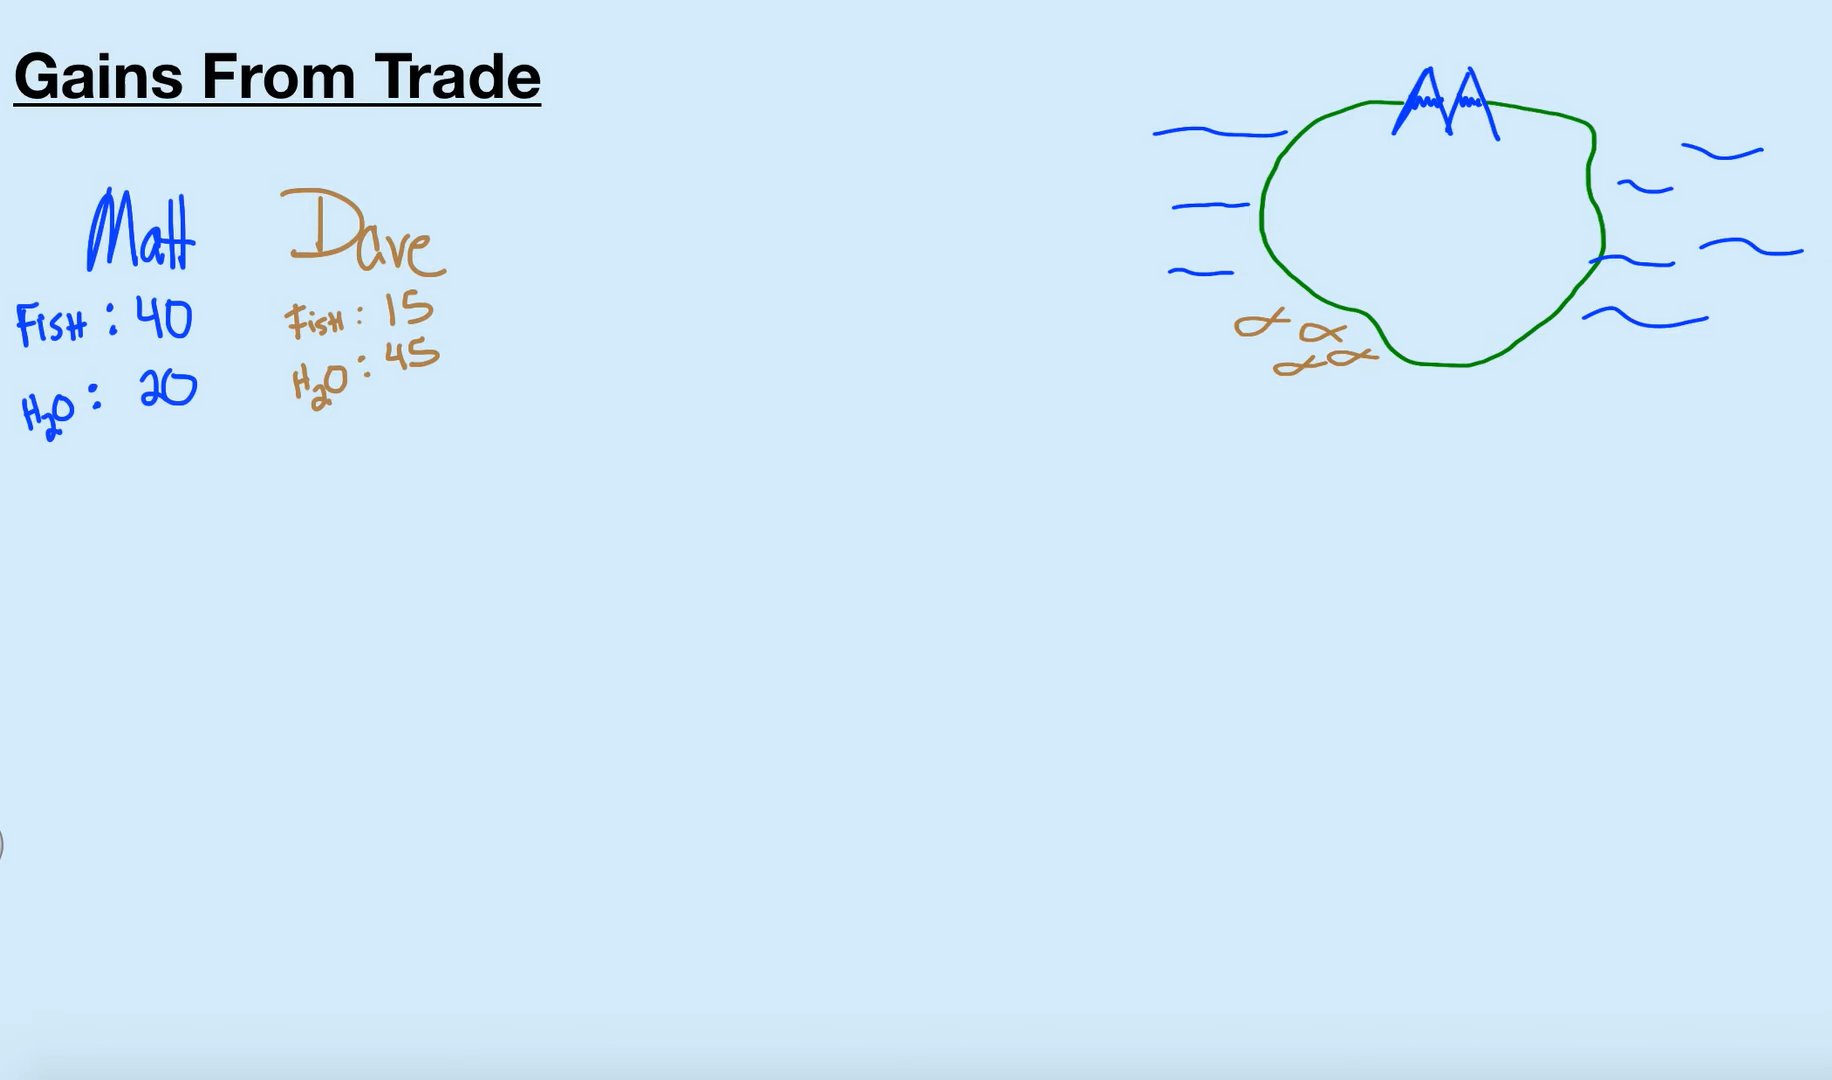 Gains From Trade
Matt
Fish : 40
H2O : 20
Dave
Fish : 15
H2O : 45